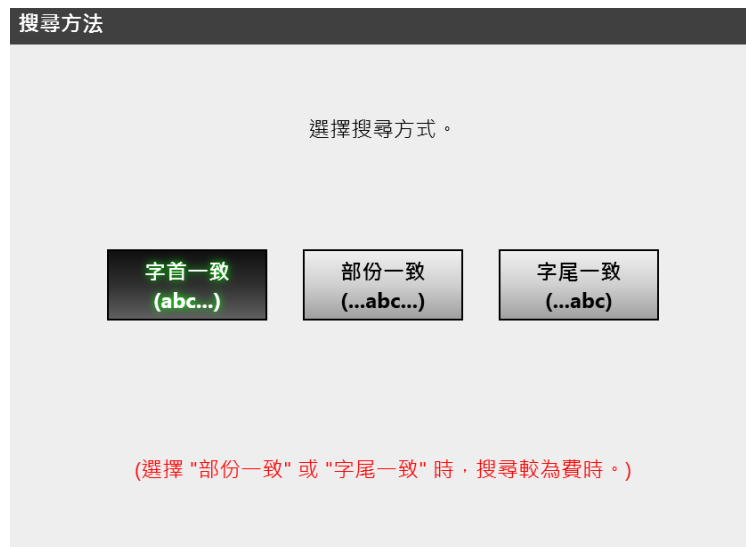 搜尋方法
選擇搜尋方式。
字首一致
(abc...)
部份一致
(...abc...)
字尾一致
(...abc)
(選擇 "部份一致" 或 "字尾一致" 時，搜尋較為費時。)